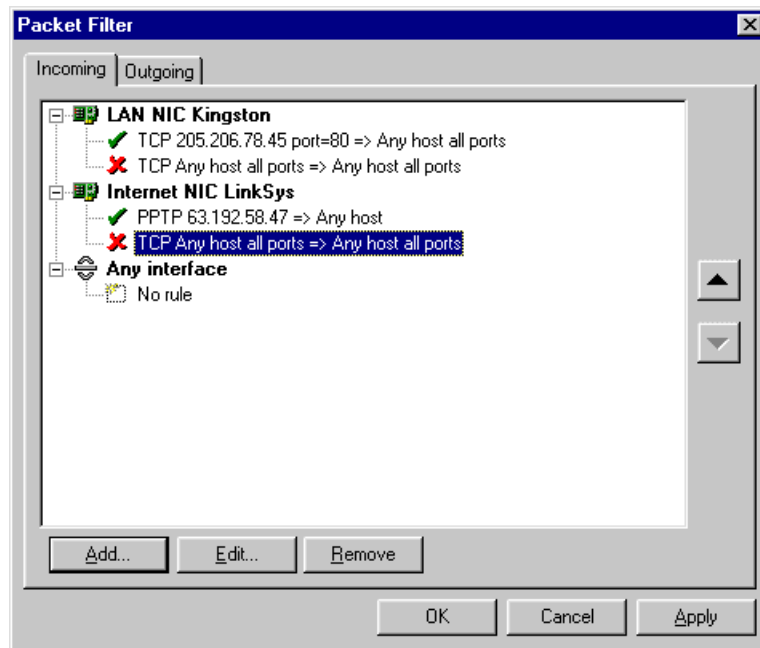 Packet Filter
Incoming
Outgoing
LAN NIC Kingston
TCP 205.206.78.45 port=80 => Any host all ports
TCP Any host all ports => Any host all ports
Internet NIC LinkSys
PPTP 63.192.58.47 => Any host
TCP Any host all ports => Any host all ports
Any interface
No rule
Add...
Edit...
Remove
OK
Cancel
Apply